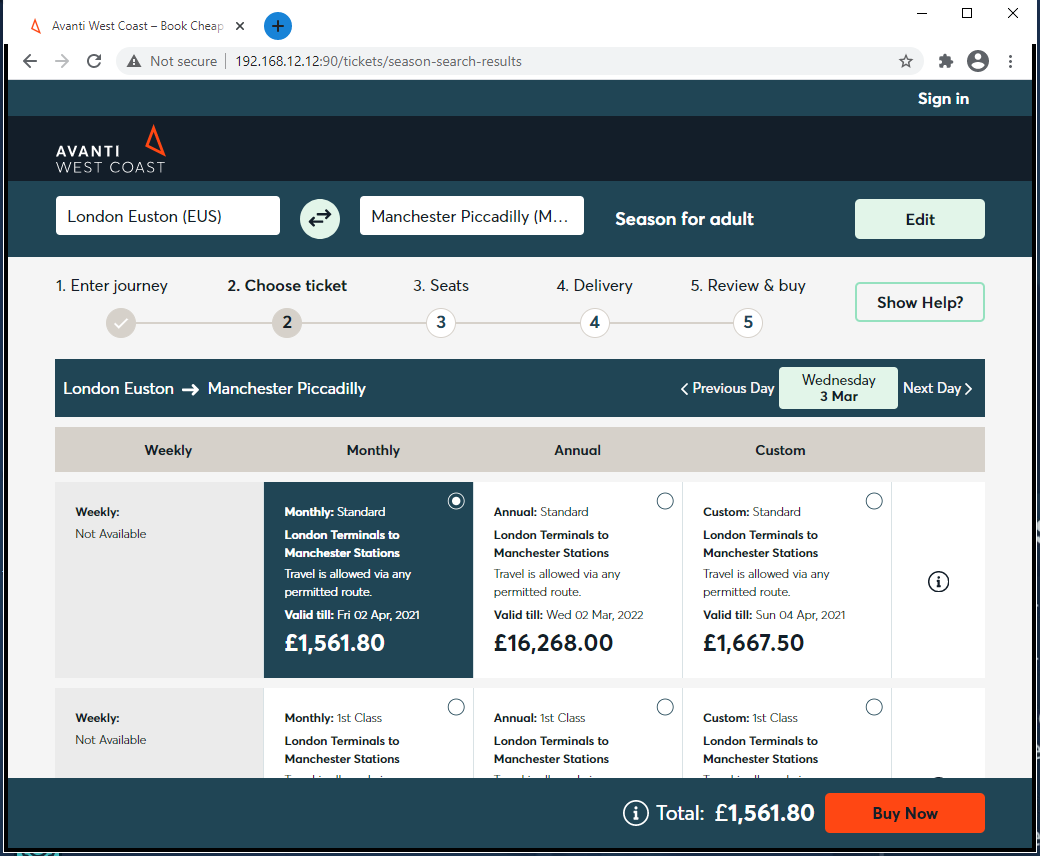 Avanti West Coast – Book Cheap
Not secure | 192.168.12.12:90/tickets/season-search-results
Sign in
AVANTI
WEST COAST
London Euston (EUS)
Manchester Piccadilly (M...
Season for adult
Edit
1. Enter journey
2. Choose ticket
3. Seats
4. Delivery
5. Review & buy
2
3
4
5
Show Help?
London Euston → Manchester Piccadilly
Previous Day
Wednesday
3 Mar
Next Day
Weekly
Monthly
Annual
Custom
Weekly:
Not Available
Monthly: Standard
London Terminals to
Manchester Stations
Travel is allowed via any
permitted route.
Valid till: Fri 02 Apr, 2021
£1,561.80
Annual: Standard
London Terminals to
Manchester Stations
Travel is allowed via any
permitted route.
Valid till: Wed 02 Mar, 2022
£16,268.00
Custom: Standard
London Terminals to
Manchester Stations
Travel is allowed via any
permitted route.
Valid till: Sun 04 Apr, 2021
£1,667.50
Weekly:
Not Available
Monthly: 1st Class
London Terminals to
Manchester Stations
Annual: 1st Class
London Terminals to
Manchester Stations
Custom: 1st Class
London Terminals to
Manchester Stations
Total: £1,561.80
Buy Now